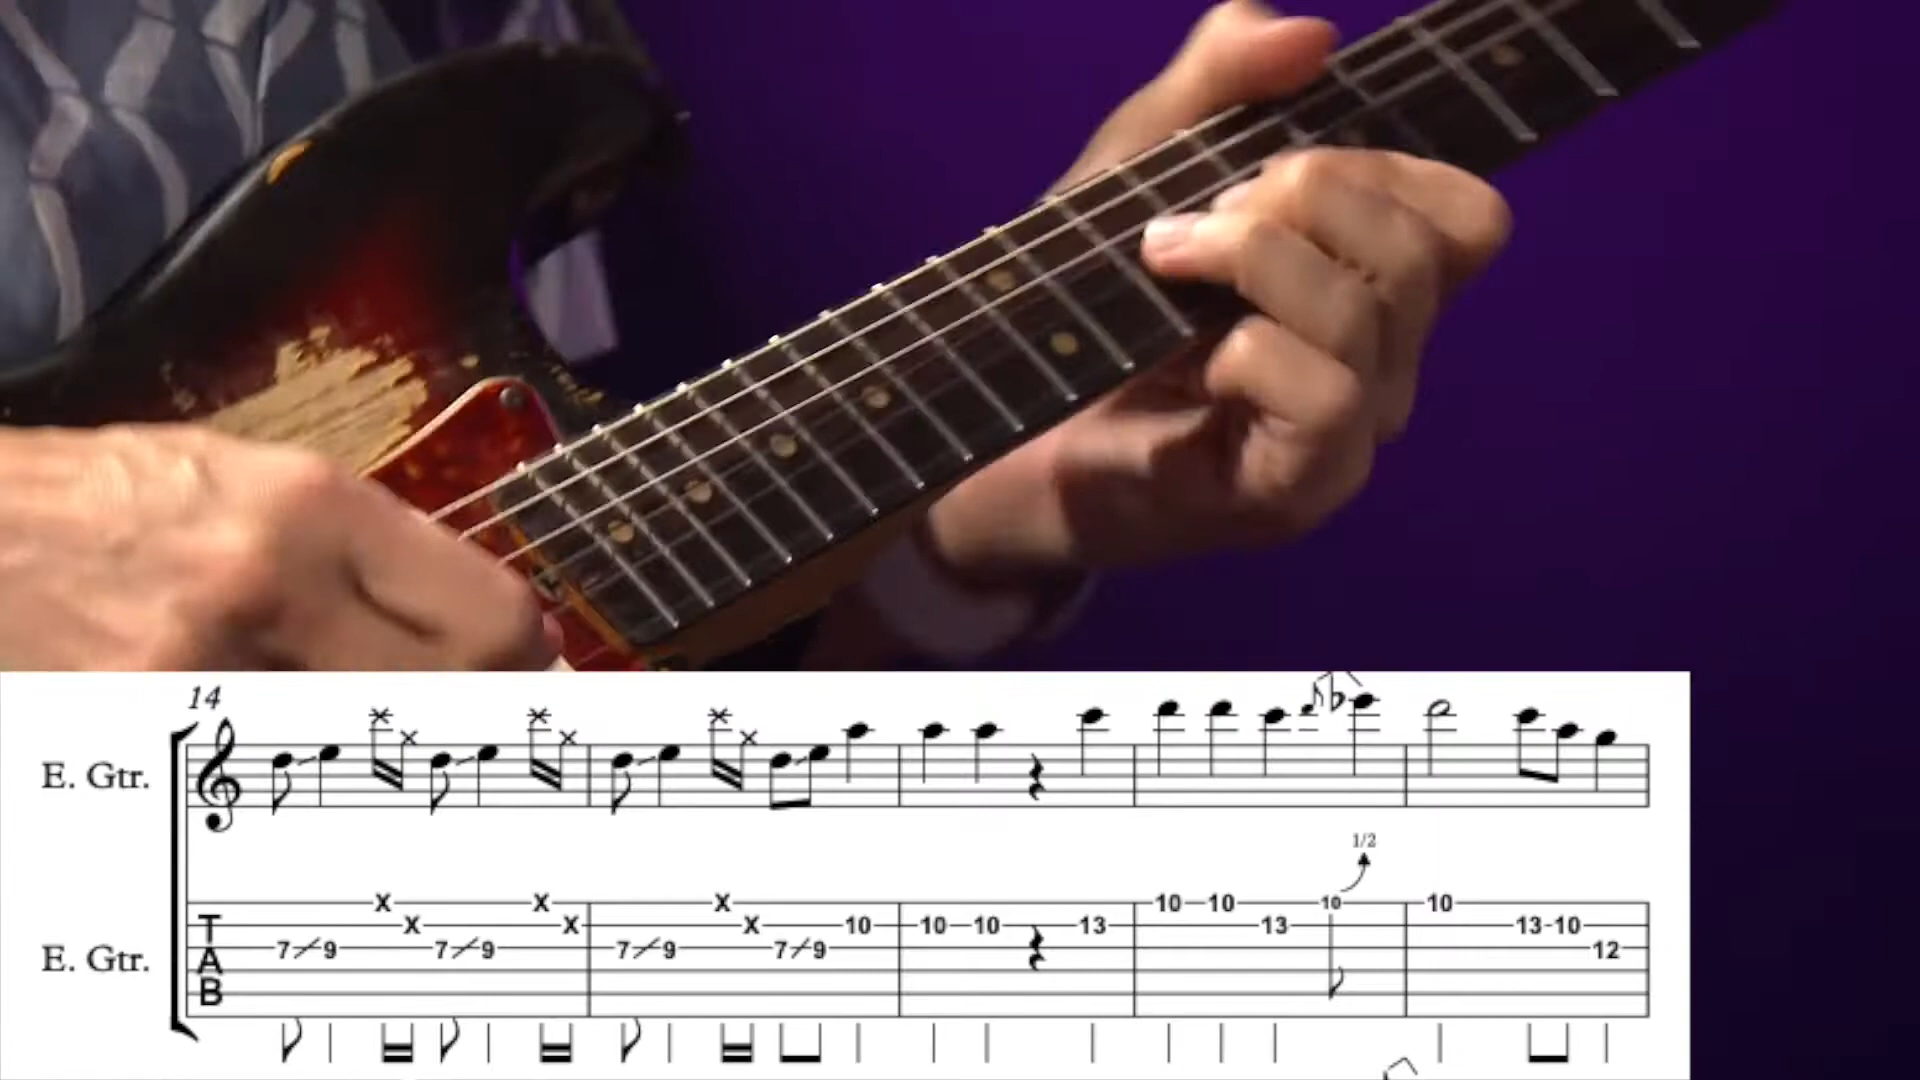 14
E. Gtr.
1/2
X X X 10 10 10
T X X X 10 10 10 13 13 13-10
E. Gtr. A 7 9 7 9 7 9 7 9 12
B